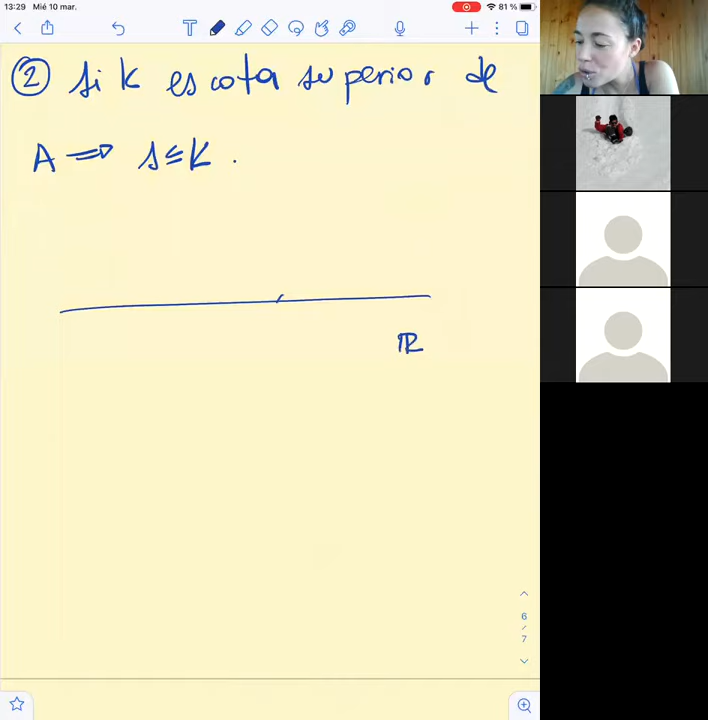 13:29 Mié 10 mar.
81 %
② Si k es cota superior de
A ⟹ s ≤ k .
ℝ
6
/
7